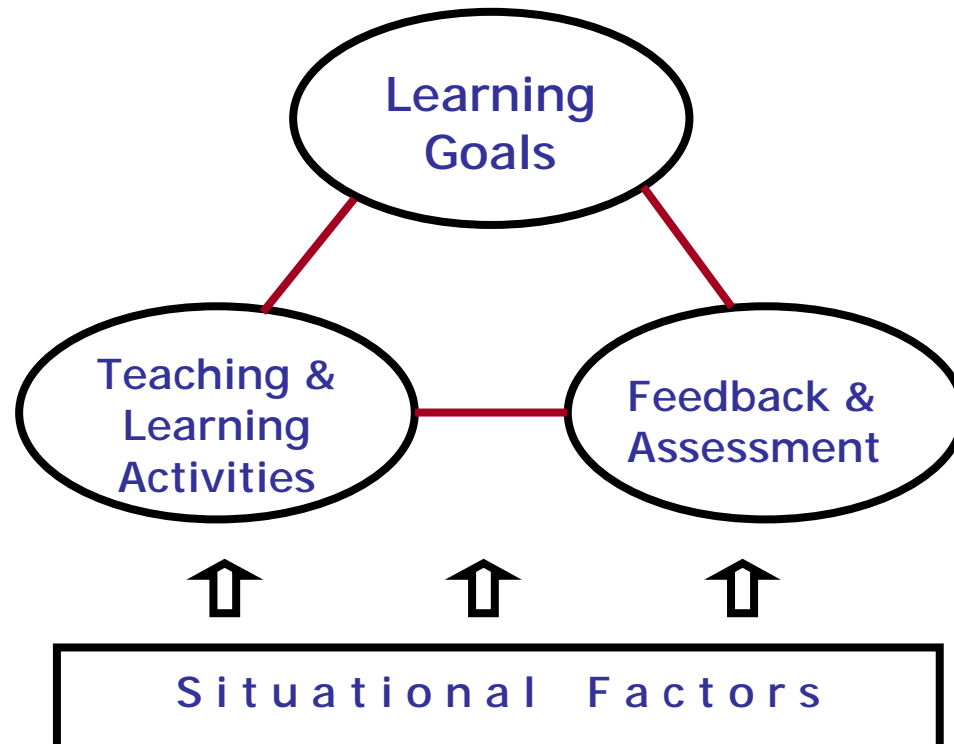 Learning
Goals
Teaching &
Learning
Activities
Feedback &
Assessment
Situational Factors